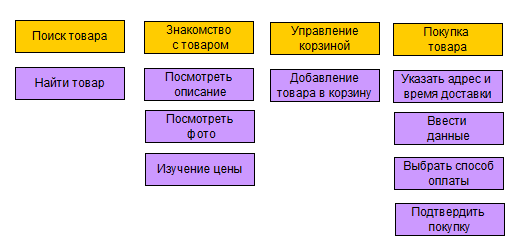 Поиск товара
Найти товар
Знакомство
с товаром
Посмотреть
описание
Посмотреть
фото
Изучение цены
Управление
корзиной
Добавление
товара в корзину
Покупка
товара
Указать адрес и
время доставки
Ввести
данные
Выбрать способ
оплаты
Подтвердить
покупку